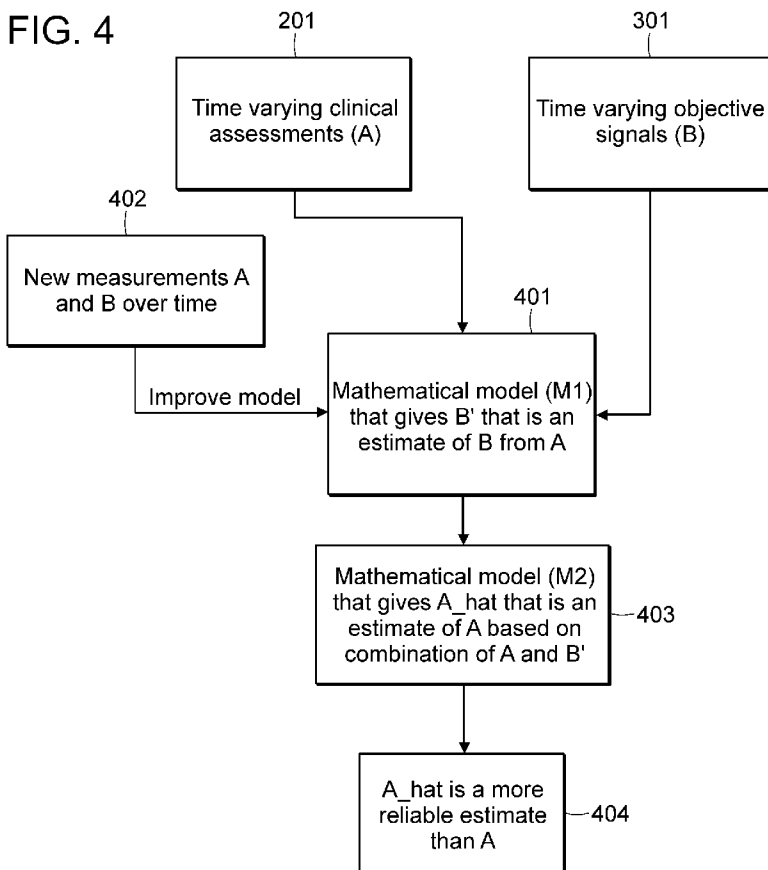 FIG. 4
201
301
Time varying clinical
assessments (A)
Time varying objective
signals (B)
402
New measurements A
and B over time
401
Improve model
Mathematical model (M1)
that gives B' that is an
estimate of B from A
Mathematical model (M2)
that gives A_hat that is an
estimate of A based on
combination of A and B'
403
A_hat is a more
reliable estimate
than A
404